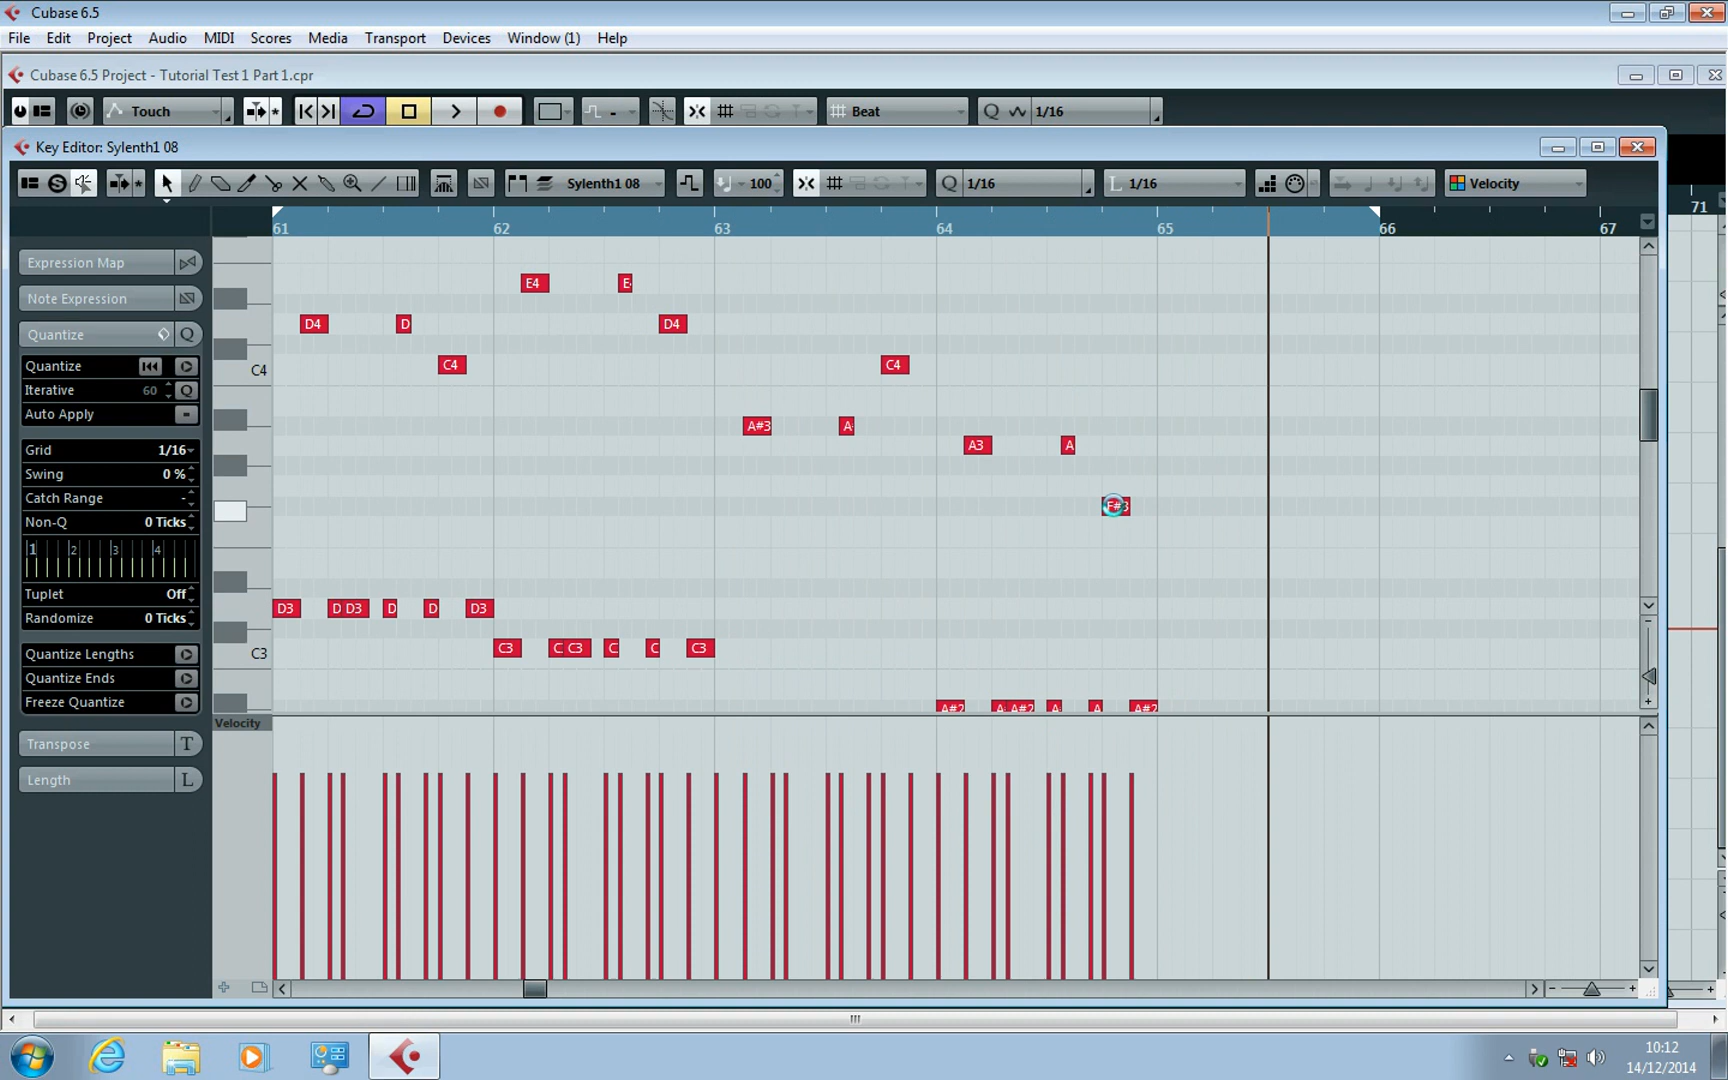 Cubase 6.5
File Edit Project Audio MIDI Scores Media Transport Devices Window (1) Help
Cubase 6.5 Project - Tutorial Test 1 Part 1.cpr
Touch - Beat Q 1/16
71
Key Editor: Sylenth1 08
Sylenth1 08 100 Q 1/16 L 1/16 Velocity
61 62 63 64 65 66 67
Expression Map
Note Expression
Quantize Q
Quantize
Iterative 60 Q
Auto Apply
Grid 1/16
Swing 0 %
Catch Range -
Non-Q 0 Ticks
1 2 3 4
Tuplet Off
Randomize 0 Ticks
Quantize Lengths
Quantize Ends
Freeze Quantize
Transpose T
Length L
C4
C3
E4 E
D4 D D4
C4 C4
A#3 A
A3 A
F#3
D3 D D3 D D D3
C3 C C3 C C C3
A#2 A A#2 A A A#2
Velocity
10:12
14/12/2014